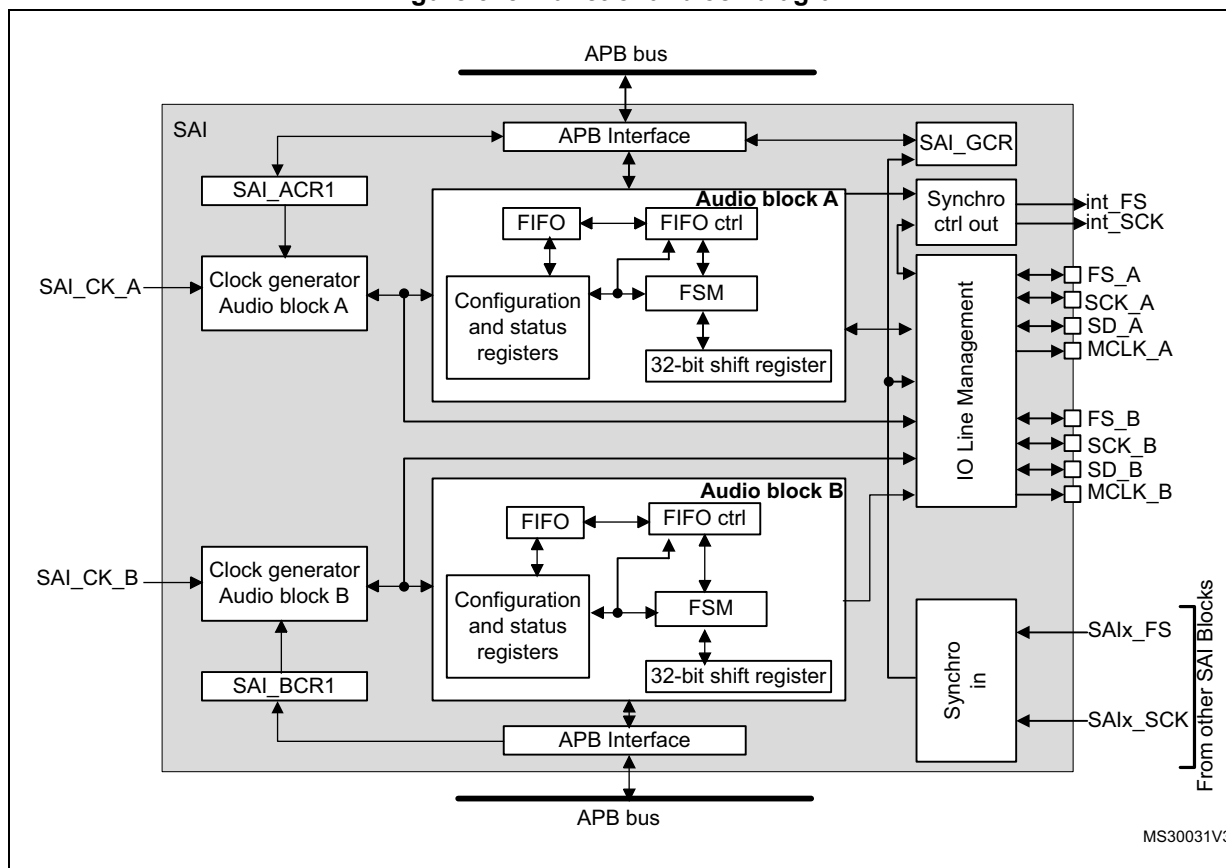 APB bus
SAI
APB Interface
SAI_GCR
SAI_ACR1
Audio block A
Synchro
ctrl out
int_FS
int_SCK
FIFO
FIFO ctrl
SAI_CK_A
Clock generator
Audio block A
Configuration
and status
registers
FSM
32-bit shift register
IO Line Management
FS_A
SCK_A
SD_A
MCLK_A
FS_B
SCK_B
SD_B
MCLK_B
Audio block B
FIFO
FIFO ctrl
SAI_CK_B
Clock generator
Audio block B
Configuration
and status
registers
FSM
32-bit shift register
SAI_BCR1
Synchro
in
SAIx_FS
SAIx_SCK
From other SAI Blocks
APB Interface
APB bus
MS30031V3